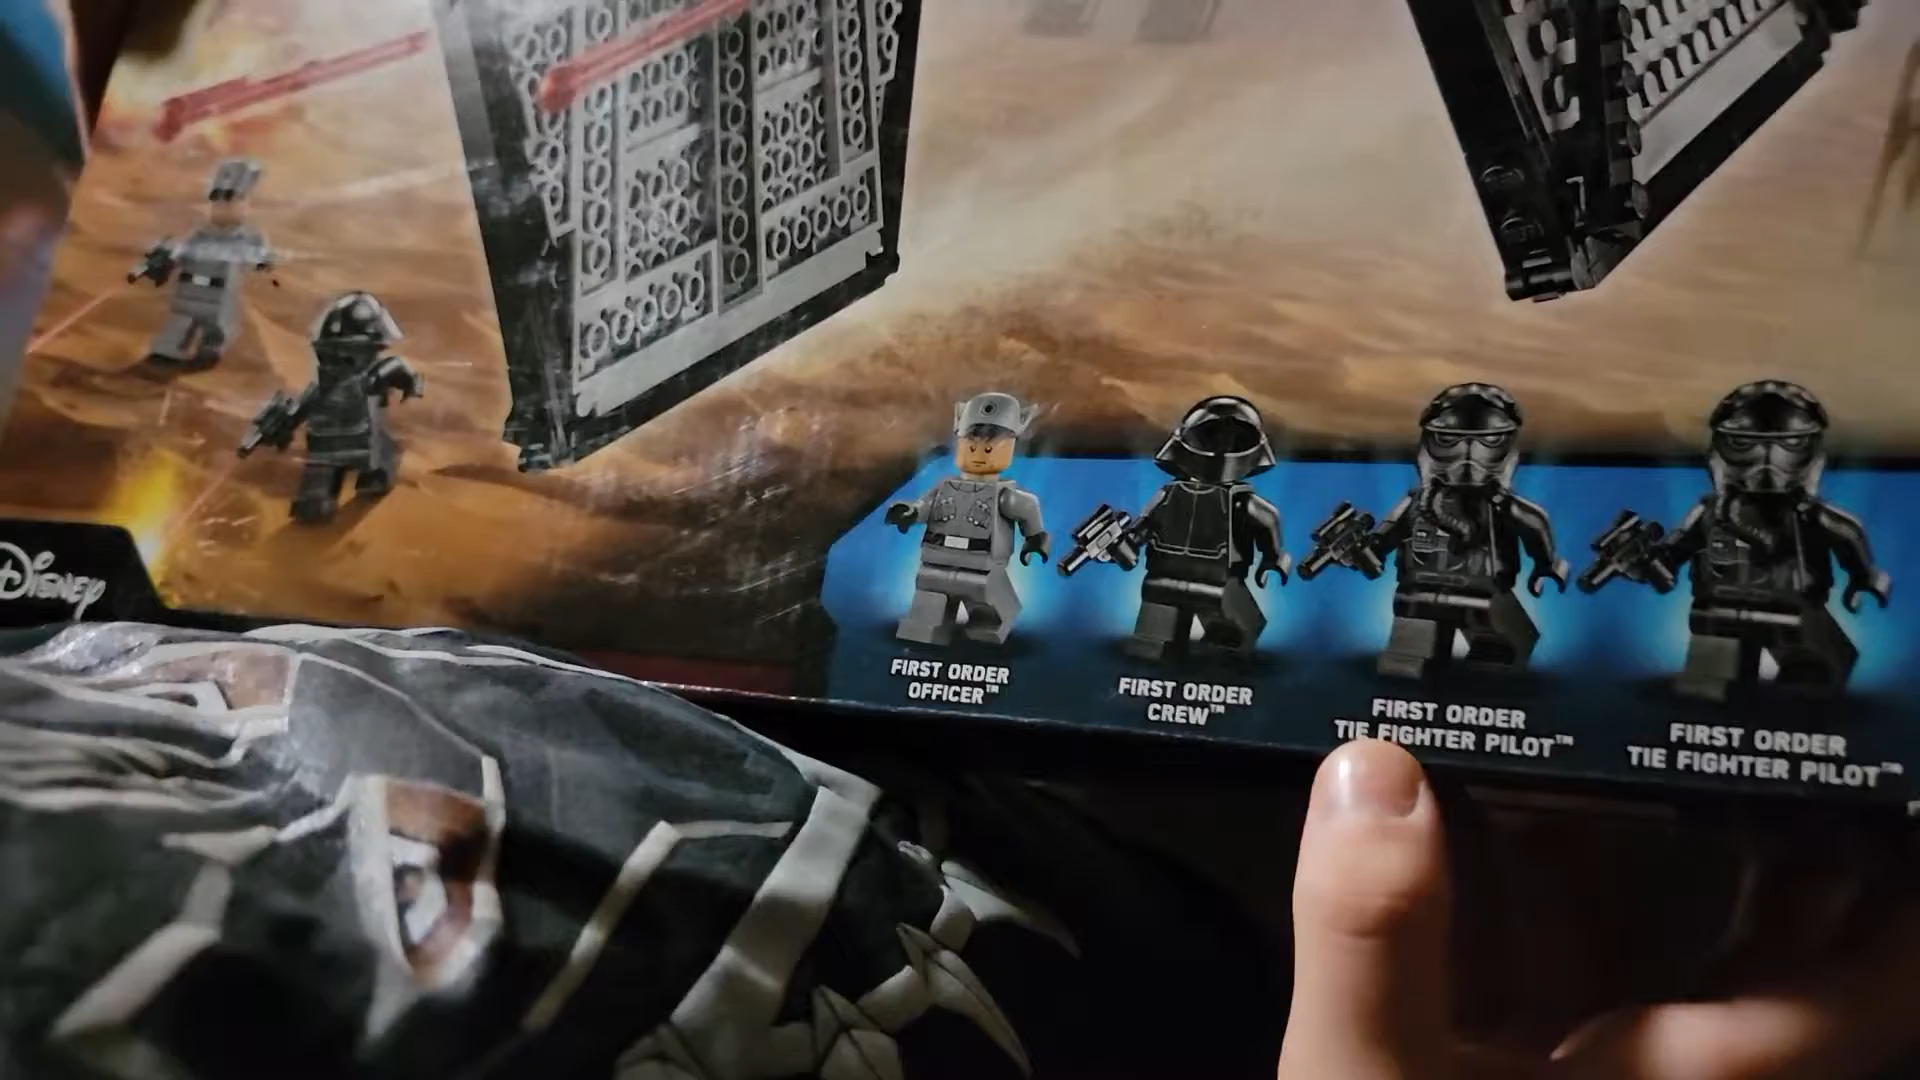 Disney
FIRST ORDER
OFFICER™
FIRST ORDER
CREW™
FIRST ORDER
TIE FIGHTER PILOT™
FIRST ORDER
TIE FIGHTER PILOT™